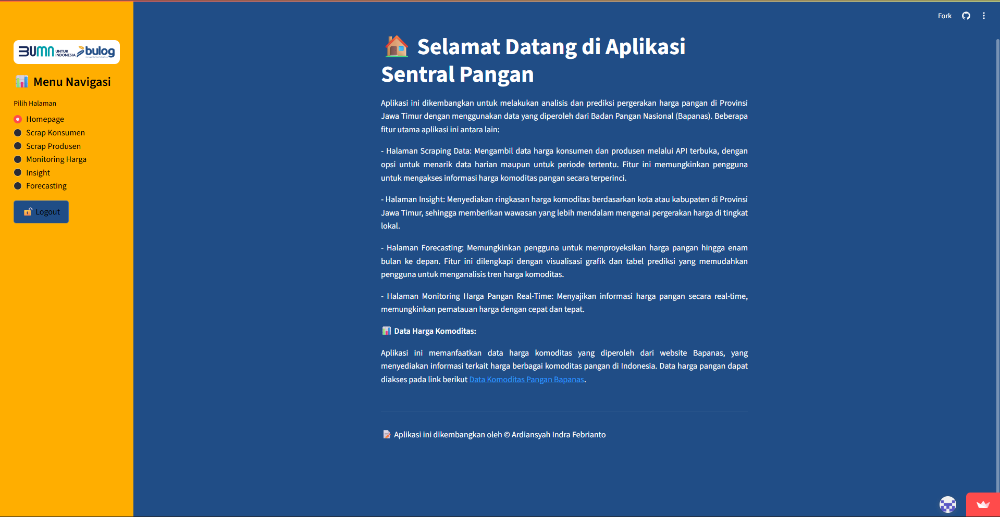 Fork
BUMN UNTUK INDONESIA bulog
Menu Navigasi
Pilih Halaman
Homepage
Scrap Konsumen
Scrap Produsen
Monitoring Harga
Insight
Forecasting
Logout
Selamat Datang di Aplikasi
Sentral Pangan
Aplikasi ini dikembangkan untuk melakukan analisis dan prediksi pergerakan harga pangan di Provinsi
Jawa Timur dengan menggunakan data yang diperoleh dari Badan Pangan Nasional (Bapanas). Beberapa
fitur utama aplikasi ini antara lain:
- Halaman Scraping Data: Mengambil data harga konsumen dan produsen melalui API terbuka, dengan
opsi untuk menarik data harian maupun untuk periode tertentu. Fitur ini memungkinkan pengguna
untuk mengakses informasi harga komoditas pangan secara terperinci.
- Halaman Insight: Menyediakan ringkasan harga komoditas berdasarkan kota atau kabupaten di Provinsi
Jawa Timur, sehingga memberikan wawasan yang lebih mendalam mengenai pergerakan harga di tingkat
lokal.
- Halaman Forecasting: Memungkinkan pengguna untuk memproyeksikan harga pangan hingga enam
bulan ke depan. Fitur ini dilengkapi dengan visualisasi grafik dan tabel prediksi yang memudahkan
pengguna untuk menganalisis tren harga komoditas.
- Halaman Monitoring Harga Pangan Real-Time: Menyajikan informasi harga pangan secara real-time,
memungkinkan pematauan harga dengan cepat dan tepat.
Data Harga Komoditas:
Aplikasi ini memanfaatkan data harga komoditas yang diperoleh dari website Bapanas, yang
menyediakan informasi terkait harga berbagai komoditas pangan di Indonesia. Data harga pangan dapat
diakses pada link berikut Data Komoditas Pangan Bapanas.
Aplikasi ini dikembangkan oleh © Ardiansyah Indra Febrianto